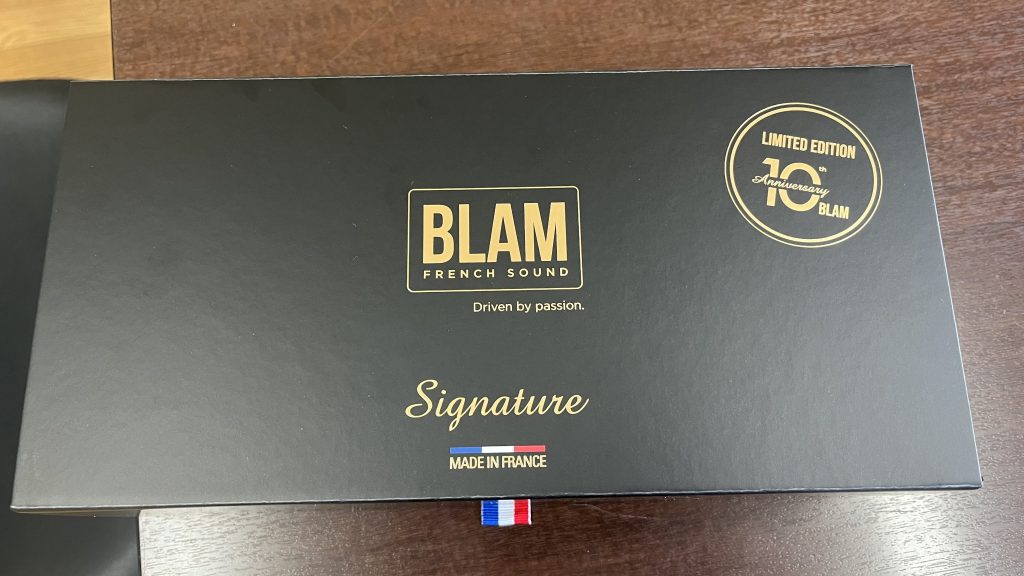 LIMITED EDITION
10th
Anniversary
BLAM
BLAM
FRENCH SOUND
Driven by passion.
Signature
MADE IN FRANCE